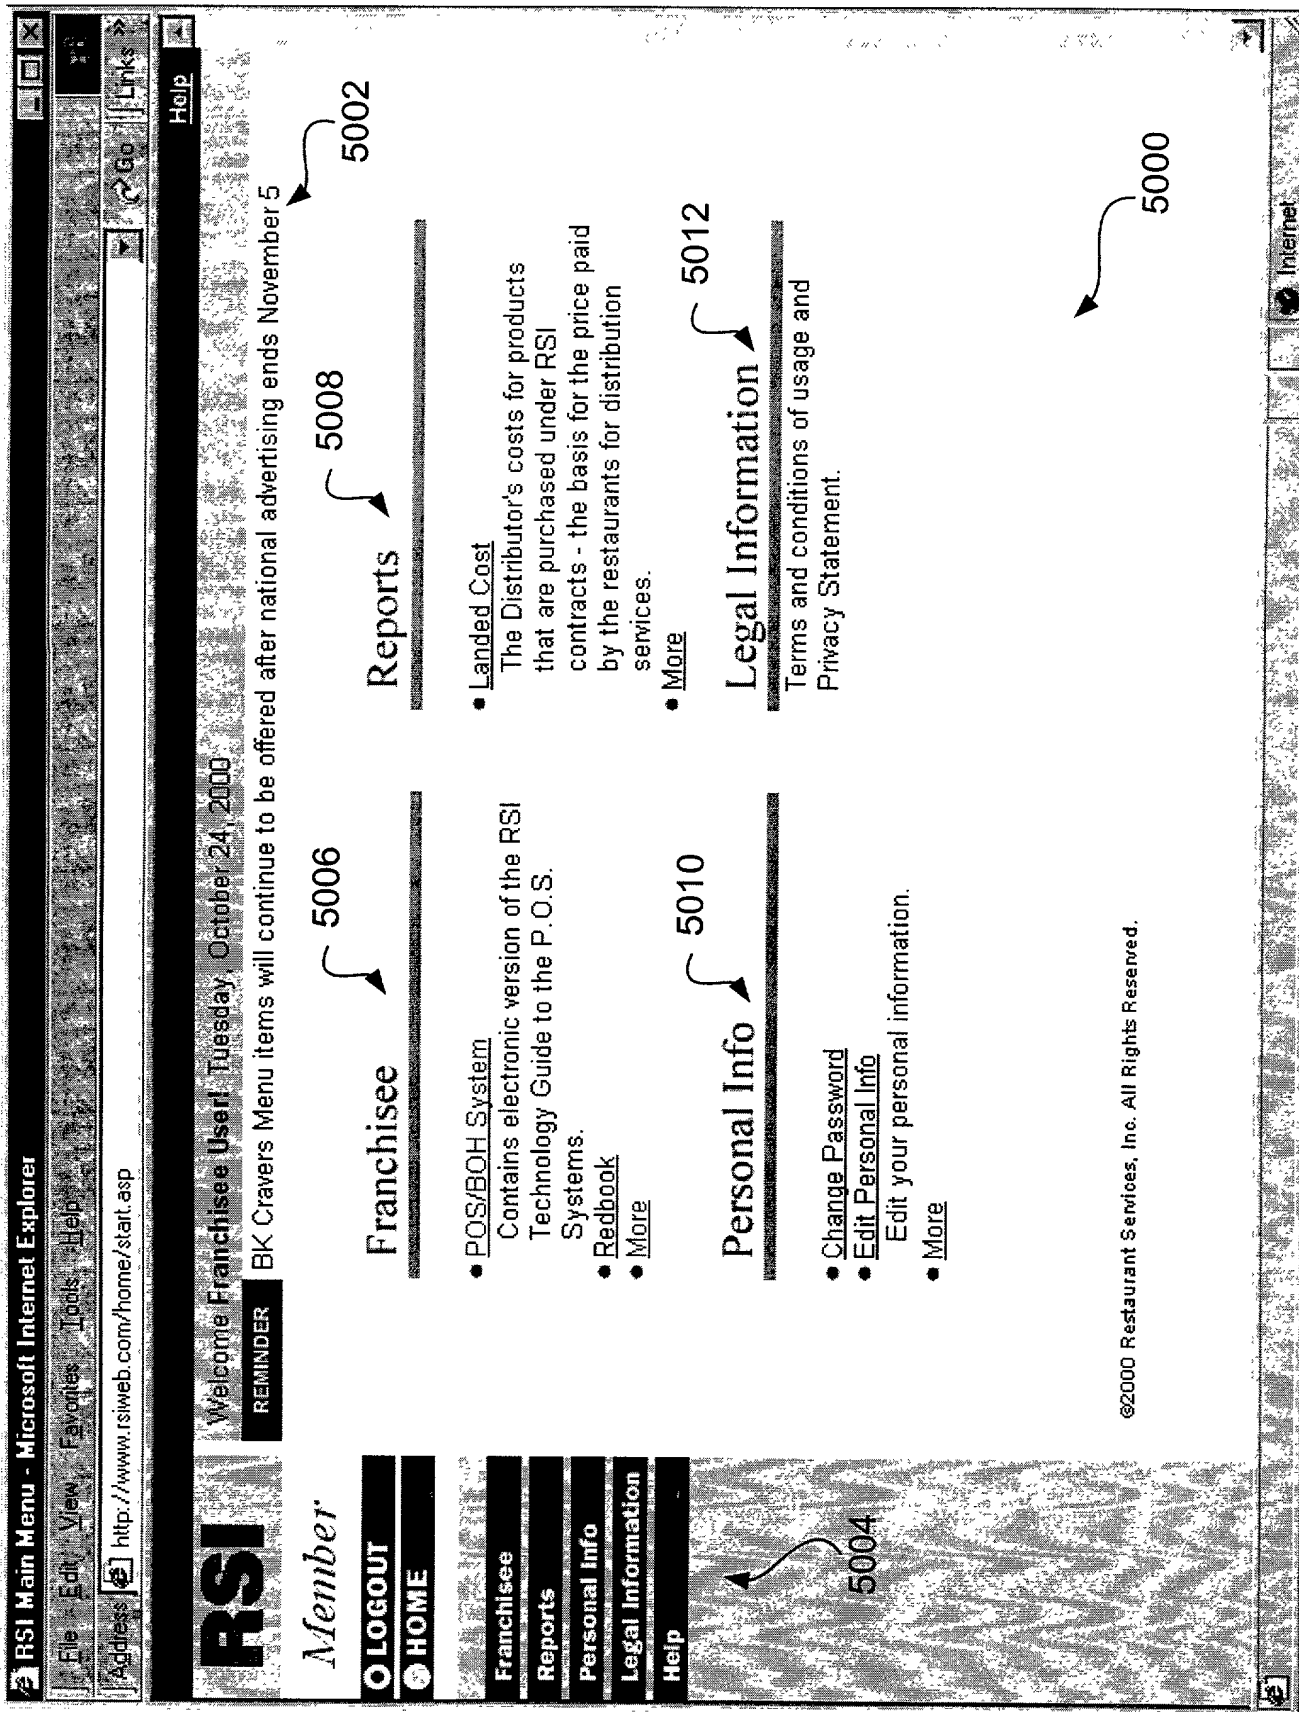 RSI Main Menu - Microsoft Internet Explorer
File Edit View Favorites Tools Help
Address http://www.rsiweb.com/home/start.asp Go Links »
Help
RSI
Welcome Franchisee User! Tuesday, October 24, 2000
REMINDER BK Cravers Menu items will continue to be offered after national advertising ends November 5
5002
Member
LOGOUT
HOME
Franchisee
Reports
Personal Info
Legal Information
Help
5004
Franchisee
5006
• POS/BOH System
Contains electronic version of the RSI
Technology Guide to the P.O.S.
Systems.
• Redbook
• More
Reports
5008
• Landed Cost
The Distributor's costs for products
that are purchased under RSI
contracts - the basis for the price paid
by the restaurants for distribution
services.
• More
Personal Info
5010
• Change Password
• Edit Personal Info
Edit your personal information.
• More
Legal Information
5012
Terms and conditions of usage and
Privacy Statement.
5000
©2000 Restaurant Services, Inc. All Rights Reserved.
Internet